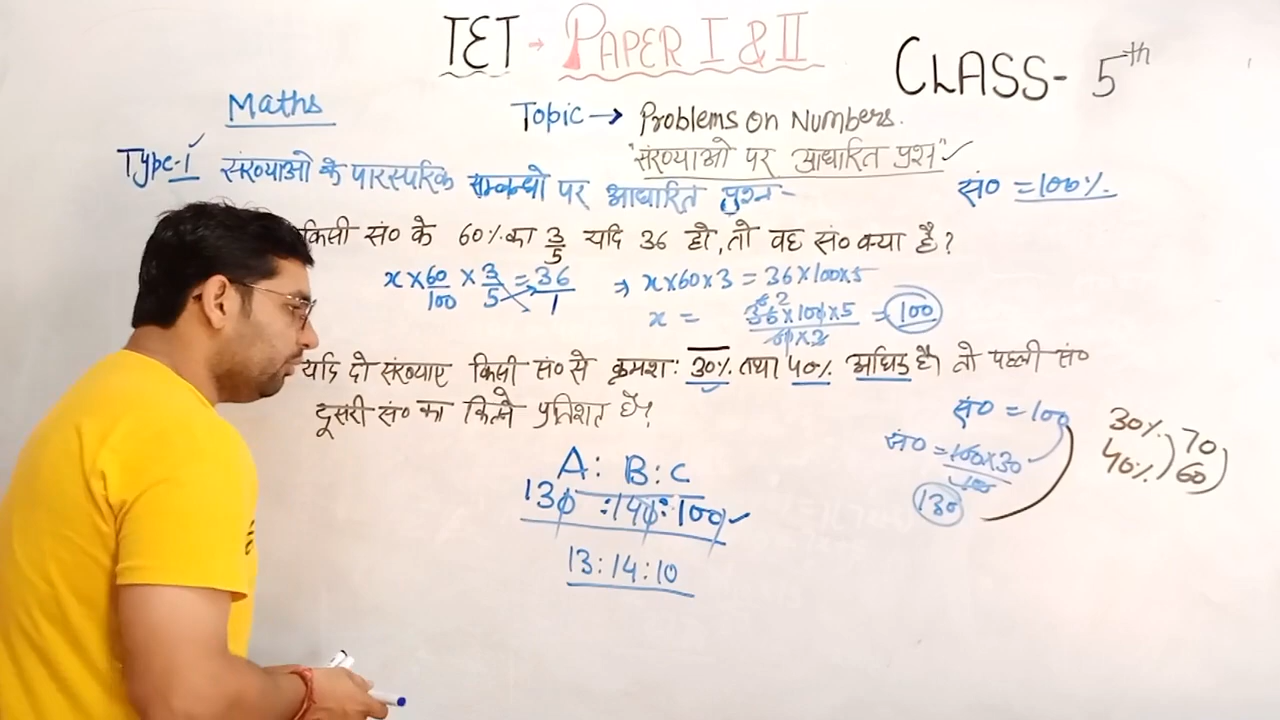 TET → PAPER I & II
CLASS- 5th
Maths
Topic → Problems On Numbers.
"संख्याओ पर आधारित प्रश्न" ✓
Type-I ✓ संख्याओ के पारस्परिक सम्बन्धो पर आधारित प्रश्न-
सं० = 100%.
किसी सं० के 60%. का 3/5 यदि 36 हो, तो वह सं० क्या है?
x × 60/100 × 3/5 = 36/1 ⇒ x × 60 × 3 = 36 × 100 × 5
x = 36 × 100 × 5 / 60 × 3 = 100
यदि दो संख्याए किसी सं० से क्रमश: 30%. तथा 40%. अधिक है। तो पहली सं०
दूसरी सं० का कितने प्रतिशत है?
सं० = 100
सं० = 100×30/100
130
30%. 70
40%. 60
A : B : C
130 : 140 : 100 ✓
13 : 14 : 10